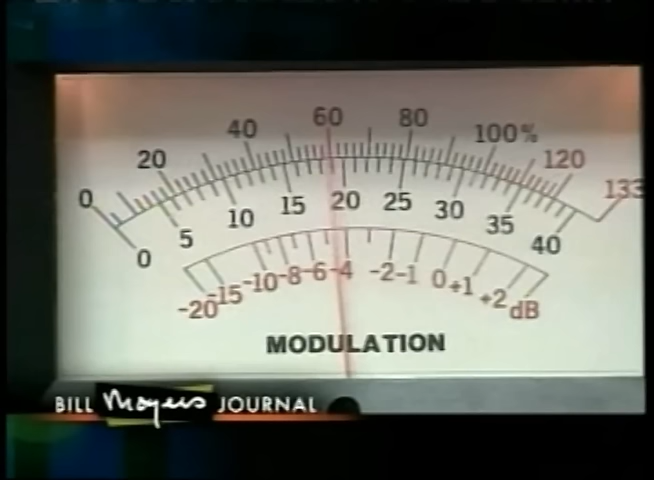 0 20 40 60 80 100% 120 133
0 5 10 15 20 25 30 35 40
-20 -15 -10 -8 -6 -4 -2 -1 0 +1 +2 dB
MODULATION
BILL Moyers JOURNAL